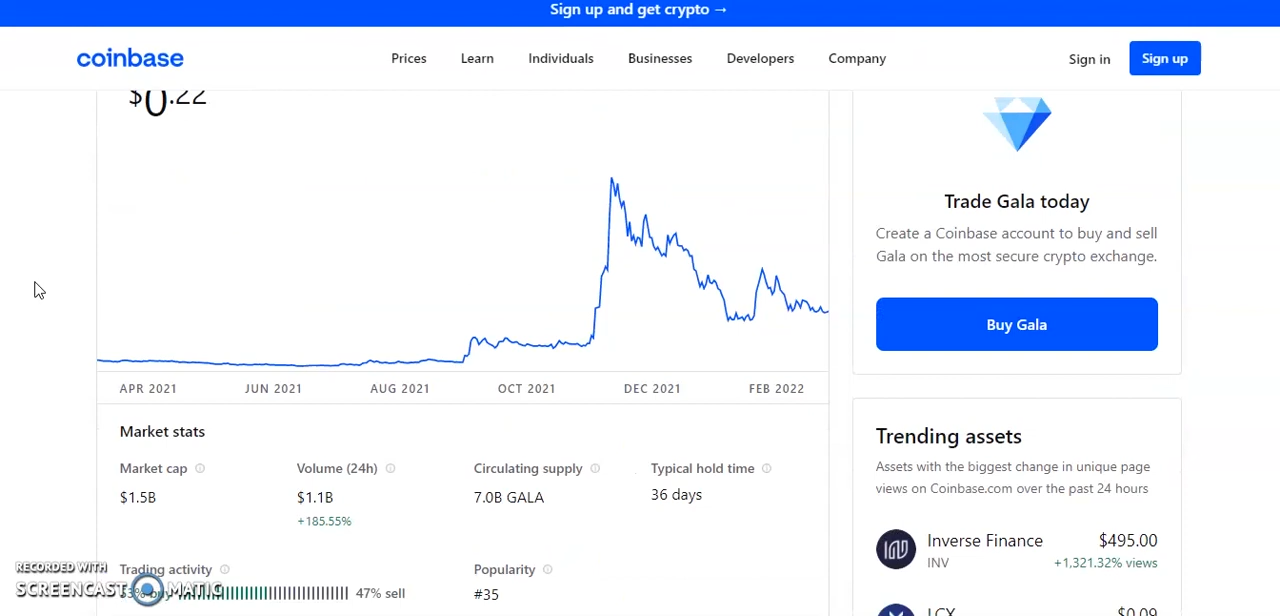 Sign up and get crypto →
coinbase
Prices
Learn
Individuals
Businesses
Developers
Company
Sign in
Sign up
$0.22
APR 2021
JUN 2021
AUG 2021
OCT 2021
DEC 2021
FEB 2022
Market stats
Market cap
$1.5B
Volume (24h)
$1.1B
+185.55%
Circulating supply
7.0B GALA
Typical hold time
36 days
Trading activity
53% buy
47% sell
Popularity
#35
Trade Gala today
Create a Coinbase account to buy and sell
Gala on the most secure crypto exchange.
Buy Gala
Trending assets
Assets with the biggest change in unique page
views on Coinbase.com over the past 24 hours
Inverse Finance
$495.00
INV
+1,321.32% views
LCX
$0.09
RECORDED WITH
SCREENCAST MATIC